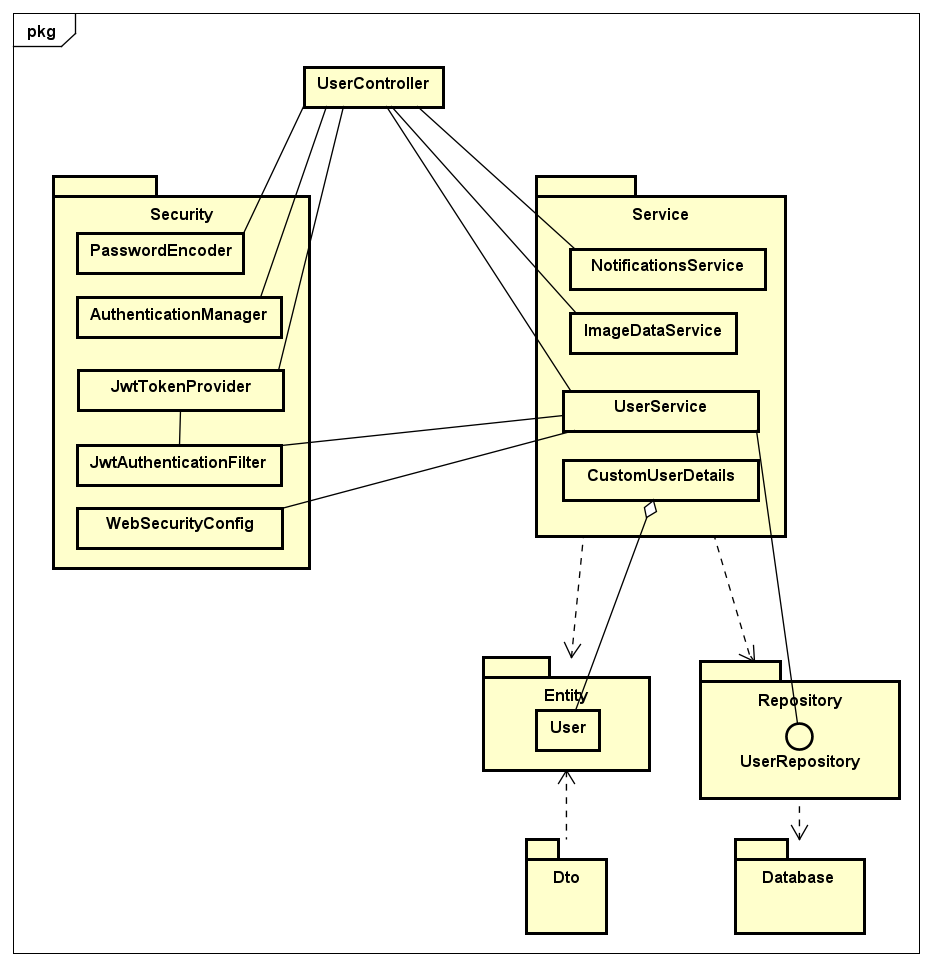 pkg
UserController
Security
PasswordEncoder
AuthenticationManager
JwtTokenProvider
JwtAuthenticationFilter
WebSecurityConfig
Service
NotificationsService
ImageDataService
UserService
CustomUserDetails
Entity
User
Repository
UserRepository
Dto
Database